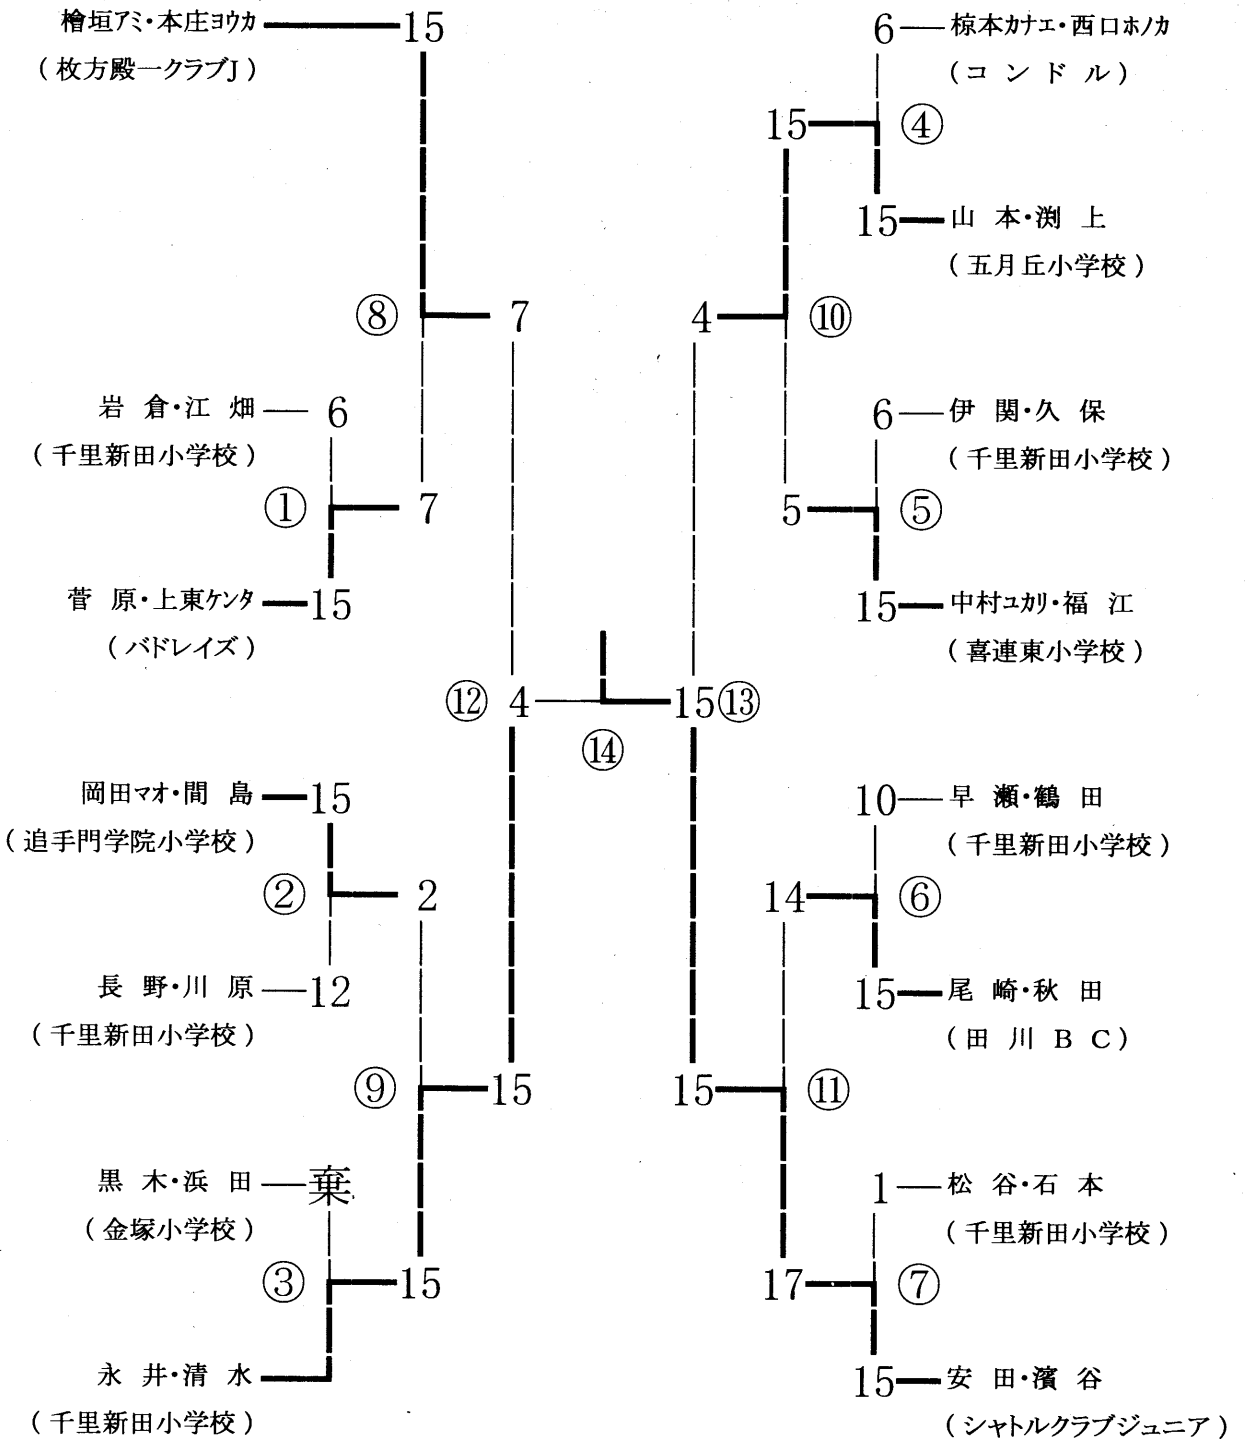 檜垣アミ・本庄ヨウカ 15
(枚方殿一クラブJ)
⑧ 7
岩 倉・江 畑 6
(千里新田小学校)
① 7
菅 原・上東ケンタ 15
(バドレイズ)
⑫ 4
岡田マオ・間 島 15
(追手門学院小学校)
② 2
長 野・川 原 12
(千里新田小学校)
⑨ 15
黒 木・浜 田 棄
(金塚小学校)
③ 15
永 井・清 水
(千里新田小学校)
⑭
6 椋本カナエ・西口ホノカ
(コンドル)
15 ④
15 山 本・渕 上
(五月丘小学校)
4 ⑩
6 伊 関・久 保
(千里新田小学校)
5 ⑤
15 中村ユカリ・福 江
(喜連東小学校)
15 ⑬
10 早 瀬・鶴 田
(千里新田小学校)
14 ⑥
15 尾 崎・秋 田
(田 川 B C)
15 ⑪
1 松 谷・石 本
(千里新田小学校)
17 ⑦
15 安 田・濱 谷
(シャトルクラブジュニア)